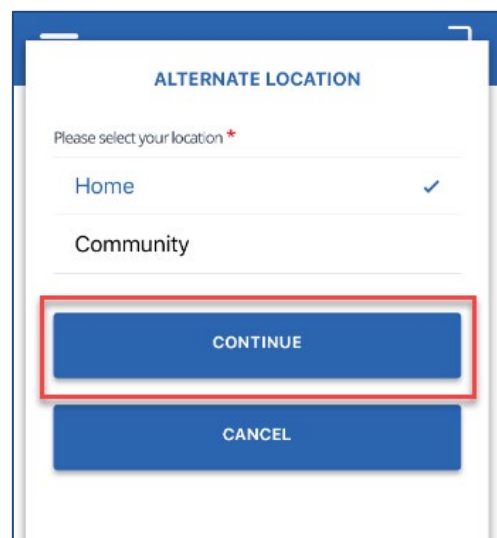 ALTERNATE LOCATION
Please select your location *
Home
Community
CONTINUE
CANCEL